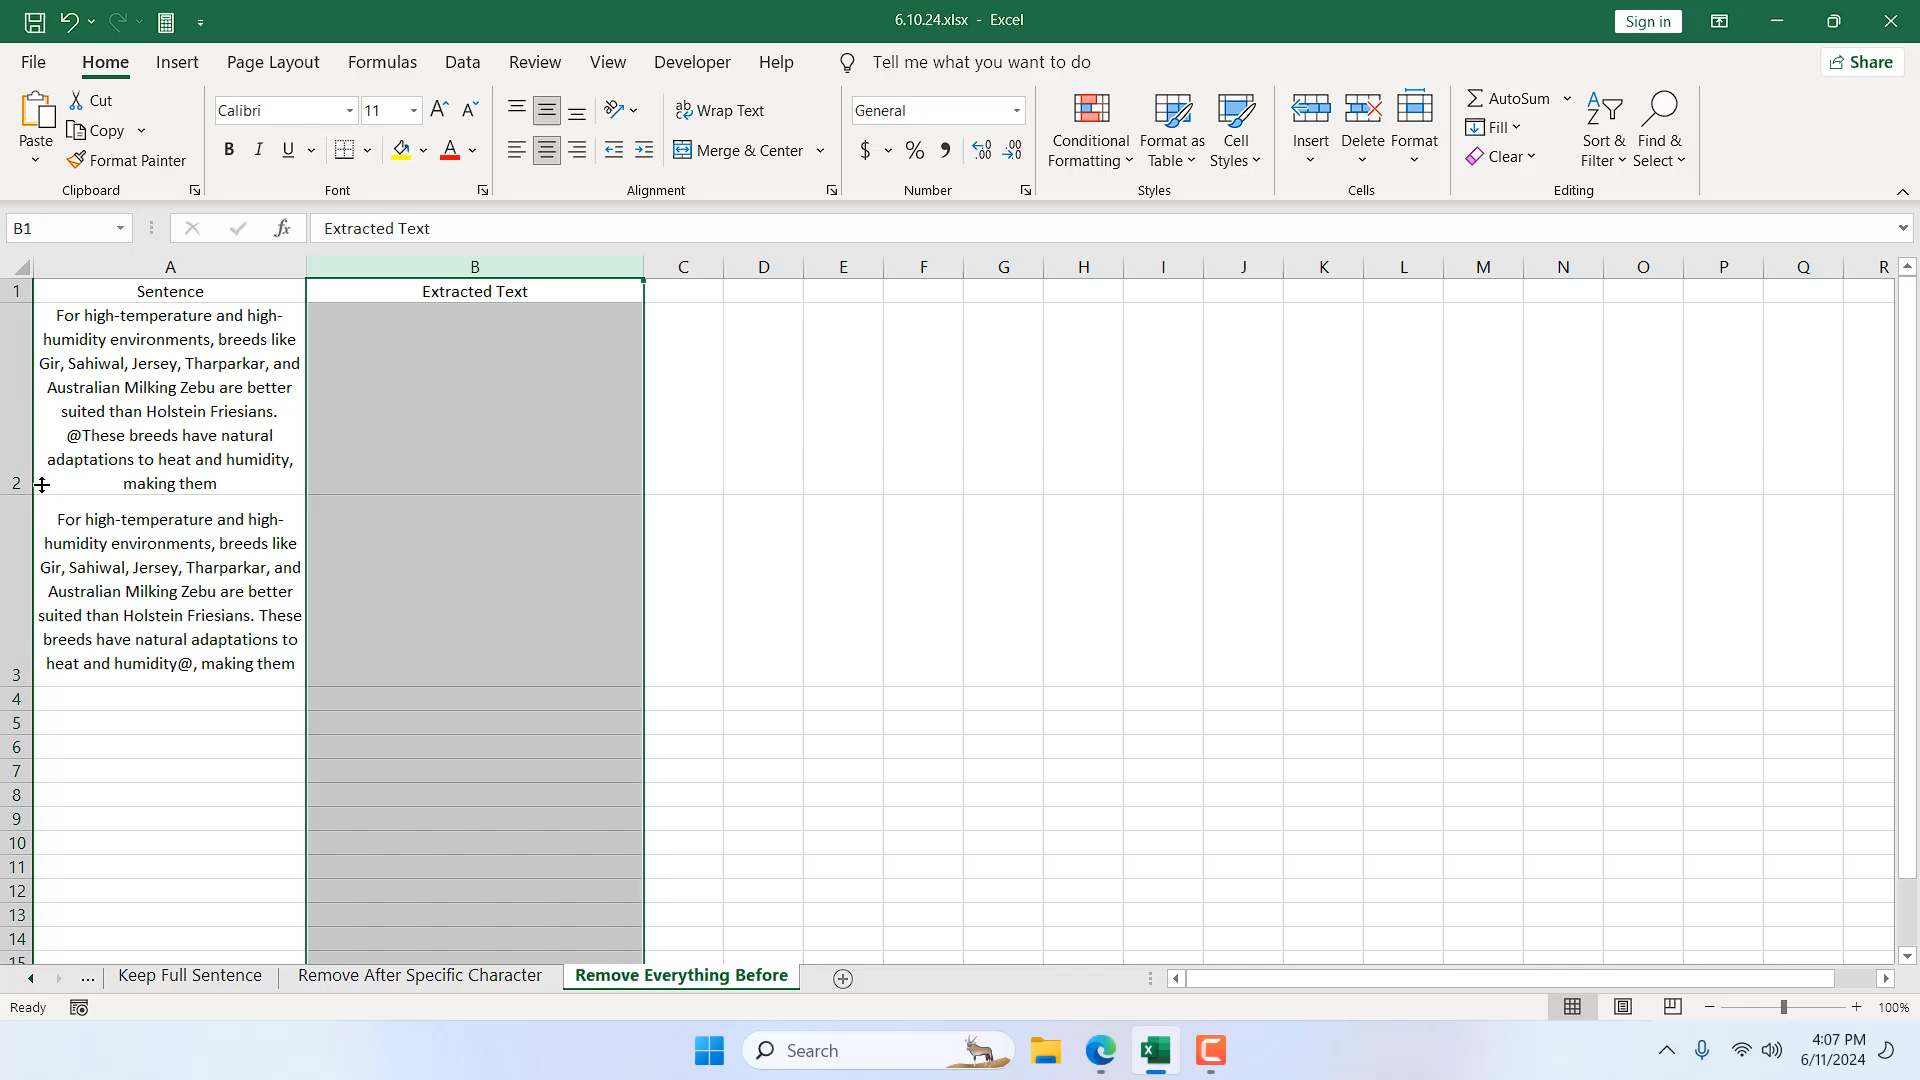 6.10.24.xlsx - Excel
Sign in
File Home Insert Page Layout Formulas Data Review View Developer Help Tell me what you want to do Share
Paste Cut
Copy
Format Painter
Clipboard
Calibri 11
B I U A
Font
Wrap Text
Merge & Center
Alignment
General
$ %
Number
Conditional Formatting
Format as Table
Cell Styles
Styles
Insert Delete Format
Cells
AutoSum
Fill
Clear
Sort & Filter
Find & Select
Editing
B1 fx Extracted Text
A B C D E F G H I J K L M N O P Q R
1 Sentence Extracted Text
For high-temperature and high-
humidity environments, breeds like
Gir, Sahiwal, Jersey, Tharparkar, and
Australian Milking Zebu are better
suited than Holstein Friesians.
@These breeds have natural
adaptations to heat and humidity,
2 making them
For high-temperature and high-
humidity environments, breeds like
Gir, Sahiwal, Jersey, Tharparkar, and
Australian Milking Zebu are better
suited than Holstein Friesians. These
breeds have natural adaptations to
heat and humidity@, making them
3
4
5
6
7
8
9
10
11
12
13
14
15
... Keep Full Sentence Remove After Specific Character Remove Everything Before
Ready 100%
Search
4:07 PM
6/11/2024